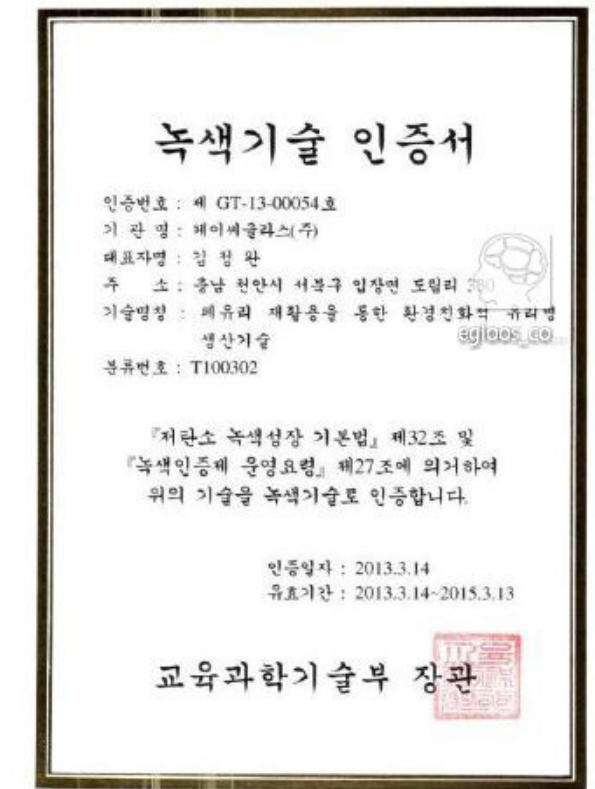 녹색기술 인증서
인증번호 : 제 GT-13-00054호
기 관 명 : 제이씨글라스(주)
대표자명 : 김 정 완
주 소 : 충남 천안시 서북구 입장면 도림리 380
기술명칭 : 폐유리 재활용을 통한 환경친화적 유리병
생산기술
분류번호 : T100302
『저탄소 녹색성장 기본법』 제32조 및
『녹색인증제 운영요령』 제27조에 의거하여
위의 기술을 녹색기술로 인증합니다.
인증일자 : 2013.3.14
유효기간 : 2013.3.14~2015.3.13
교육과학기술부 장관